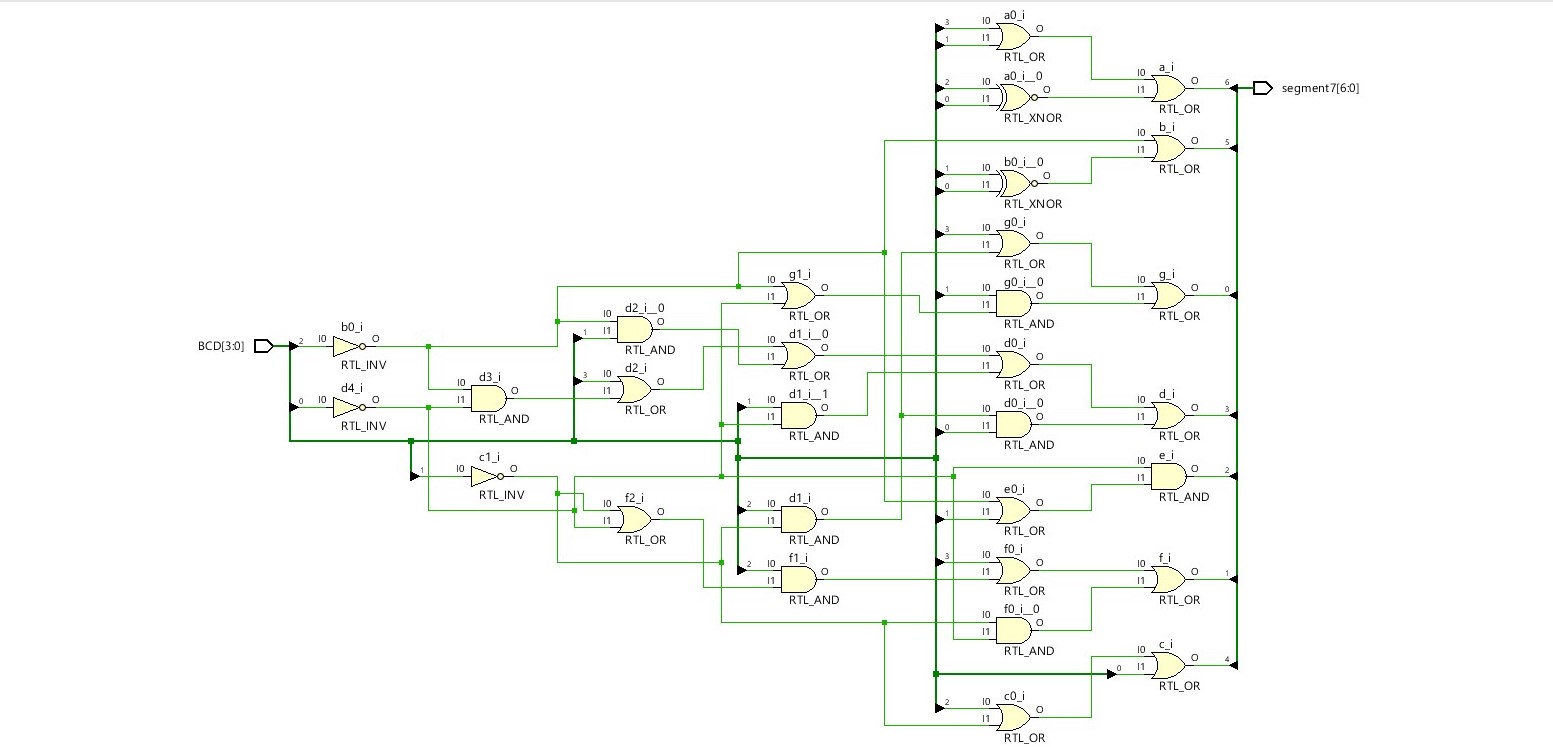 a0_i
3 I0 O
1 I1
RTL_OR
a0_i__0
2 I0 O
0 I1
RTL_XNOR
a_i
I0 O 6
I1
RTL_OR
segment7[6:0]
b_i
I0 O 5
I1
RTL_OR
b0_i__0
1 I0 O
0 I1
RTL_XNOR
g0_i
3 I0 O
I1
RTL_OR
g1_i
I0 O
I1
RTL_OR
g0_i__0
1 I0 O
I1
RTL_AND
g_i
I0 O 0
I1
RTL_OR
BCD[3:0]
b0_i
2 I0 O
RTL_INV
d4_i
0 I0 O
RTL_INV
d3_i
I0 O
I1
RTL_AND
d2_i__0
I0 O
1 I1
RTL_AND
d2_i
3 I0 O
I1
RTL_OR
d1_i__0
I0 O
I1
RTL_OR
d1_i__1
1 I0 O
I1
RTL_AND
d0_i
I0 O
I1
RTL_OR
d0_i__0
I0 O
0 I1
RTL_AND
d_i
I0 O 3
I1
RTL_OR
c1_i
1 I0 O
RTL_INV
f2_i
I0 O
I1
RTL_OR
d1_i
2 I0 O
I1
RTL_AND
f1_i
2 I0 O
I1
RTL_AND
e_i
I0 O 2
I1
RTL_AND
e0_i
I0 O
1 I1
RTL_OR
f0_i
3 I0 O
I1
RTL_OR
f_i
I0 O 1
I1
RTL_OR
f0_i__0
I0 O
I1
RTL_AND
c_i
I0 O 4
0 I1
RTL_OR
c0_i
2 I0 O
I1
RTL_OR